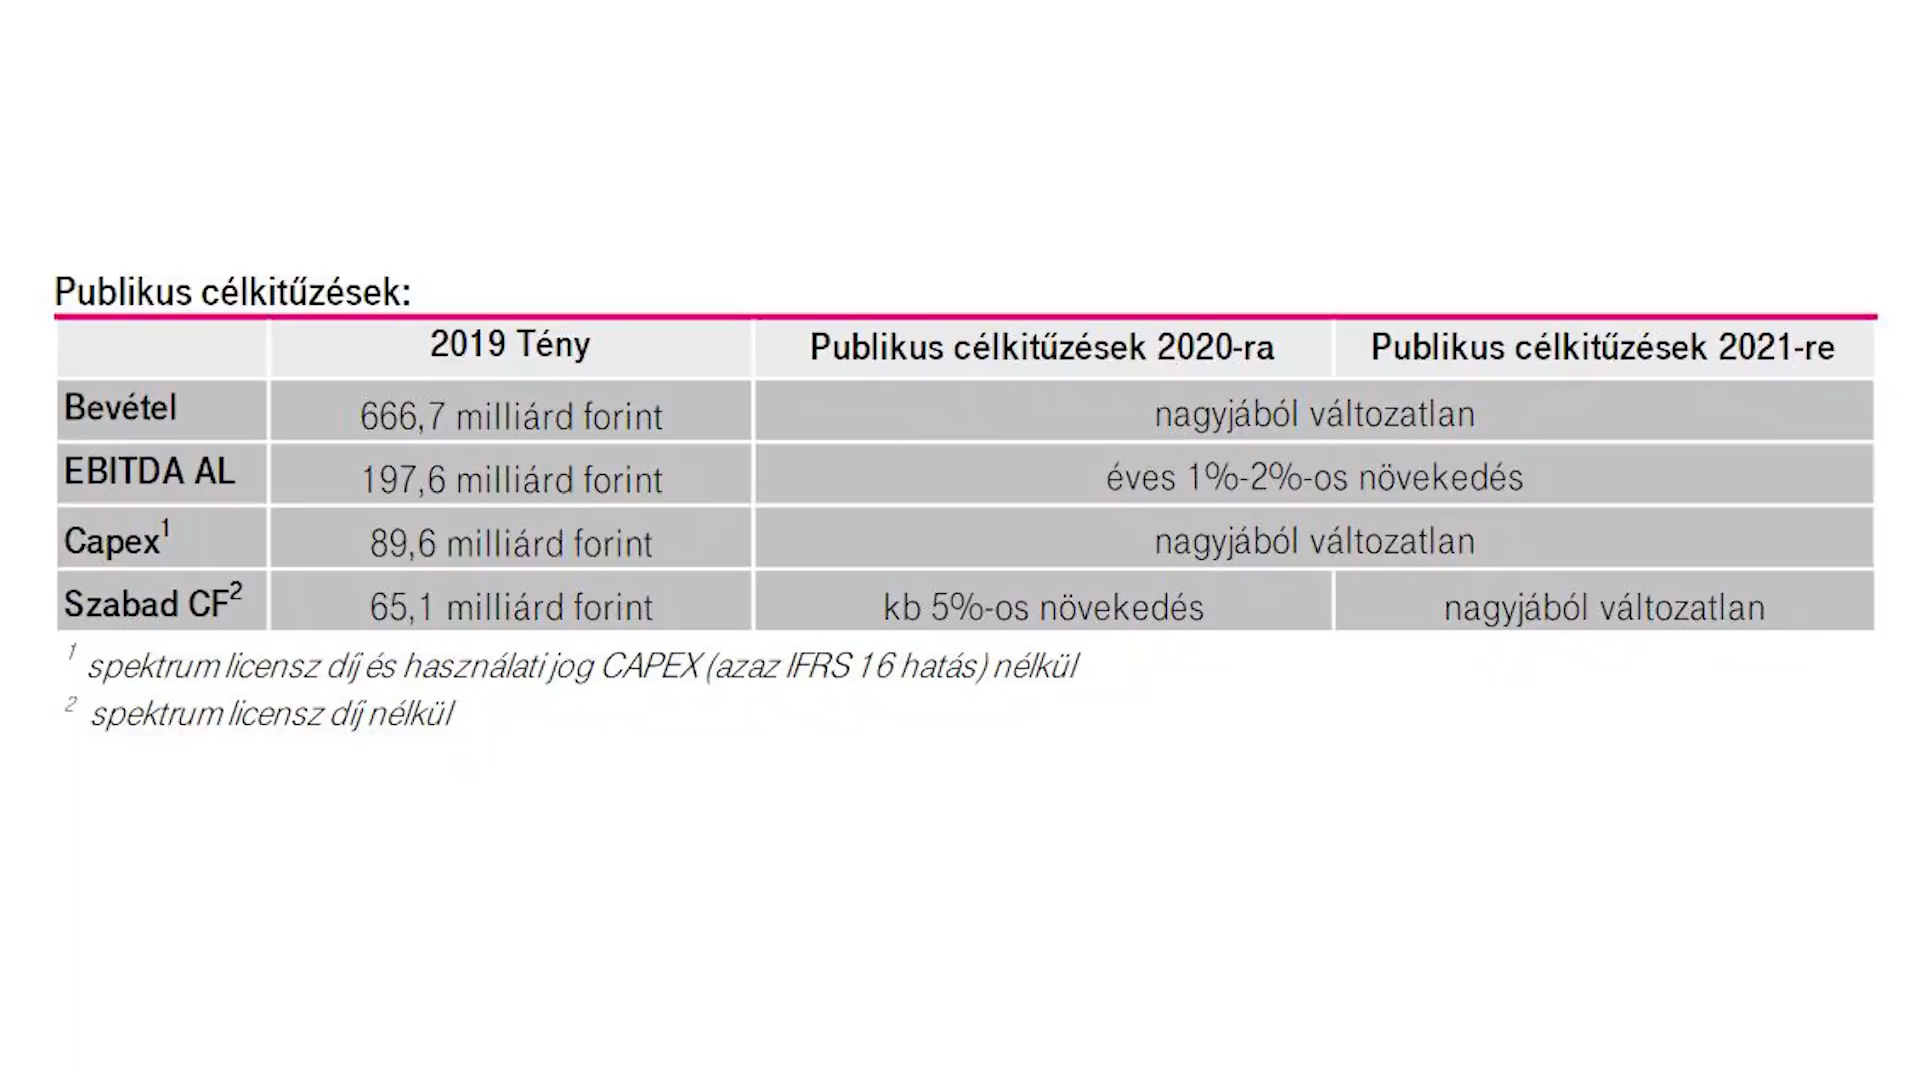 Publikus célkitűzések:
2019 Tény Publikus célkitűzések 2020-ra Publikus célkitűzések 2021-re
Bevétel 666,7 milliárd forint nagyjából változatlan
EBITDA AL 197,6 milliárd forint éves 1%-2%-os növekedés
Capex¹ 89,6 milliárd forint nagyjából változatlan
Szabad CF² 65,1 milliárd forint kb 5%-os növekedés nagyjából változatlan
¹ spektrum licensz díj és használati jog CAPEX (azaz IFRS 16 hatás) nélkül
² spektrum licensz díj nélkül